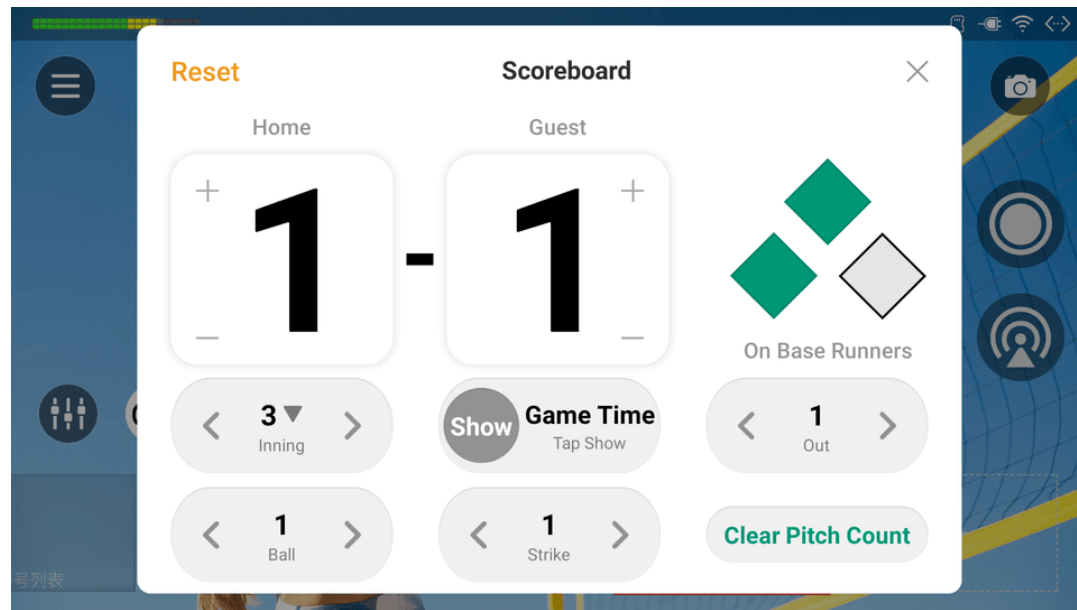 Reset
Scoreboard
Home
Guest
+
1
-
1
+
−
−
On Base Runners
3 ▼
Inning
Show
Game Time
Tap Show
1
Out
1
Ball
1
Strike
Clear Pitch Count
号列表